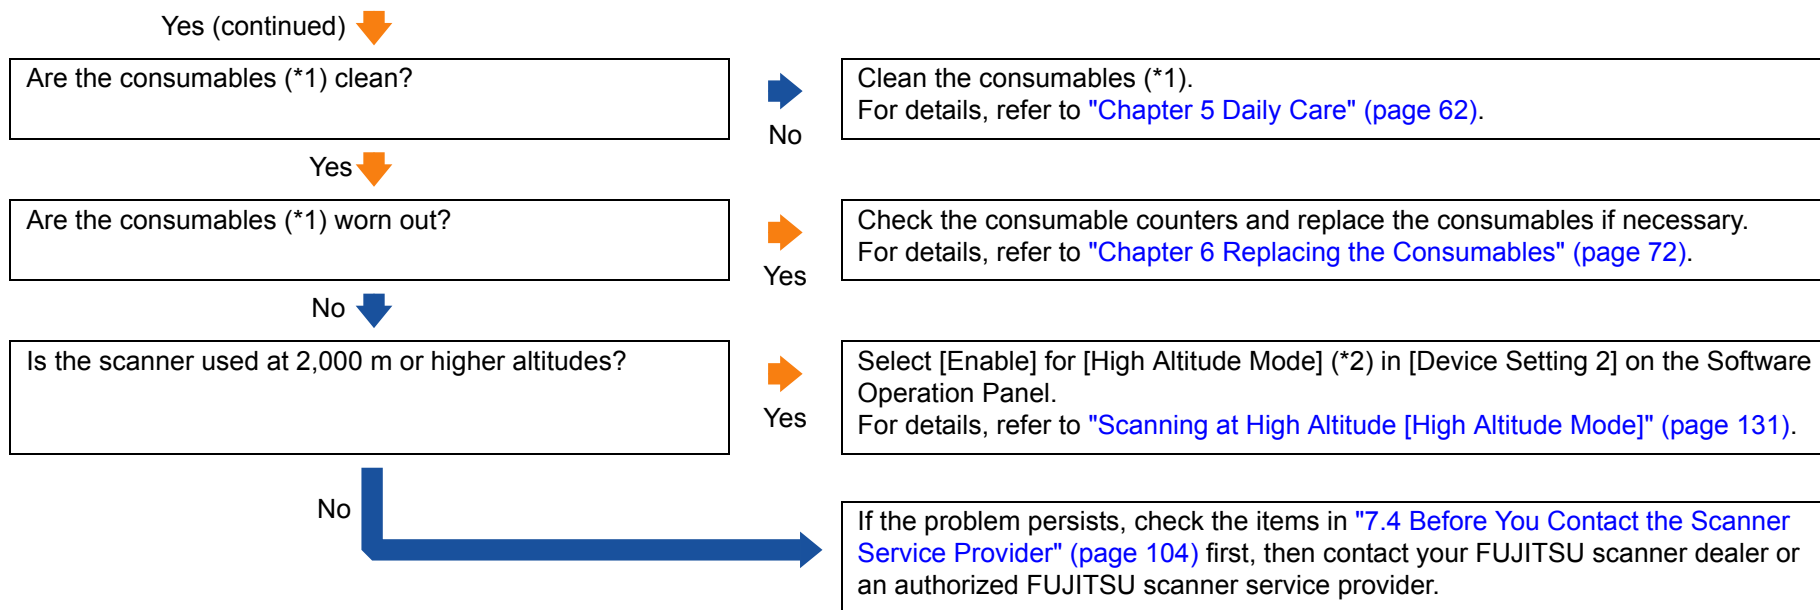 Yes (continued)
Are the consumables (*1) clean?
No
Clean the consumables (*1).
For details, refer to "Chapter 5 Daily Care" (page 62).
Yes
Are the consumables (*1) worn out?
Yes
Check the consumable counters and replace the consumables if necessary.
For details, refer to "Chapter 6 Replacing the Consumables" (page 72).
No
Is the scanner used at 2,000 m or higher altitudes?
Yes
Select [Enable] for [High Altitude Mode] (*2) in [Device Setting 2] on the Software
Operation Panel.
For details, refer to "Scanning at High Altitude [High Altitude Mode]" (page 131).
No
If the problem persists, check the items in "7.4 Before You Contact the Scanner
Service Provider" (page 104) first, then contact your FUJITSU scanner dealer or
an authorized FUJITSU scanner service provider.